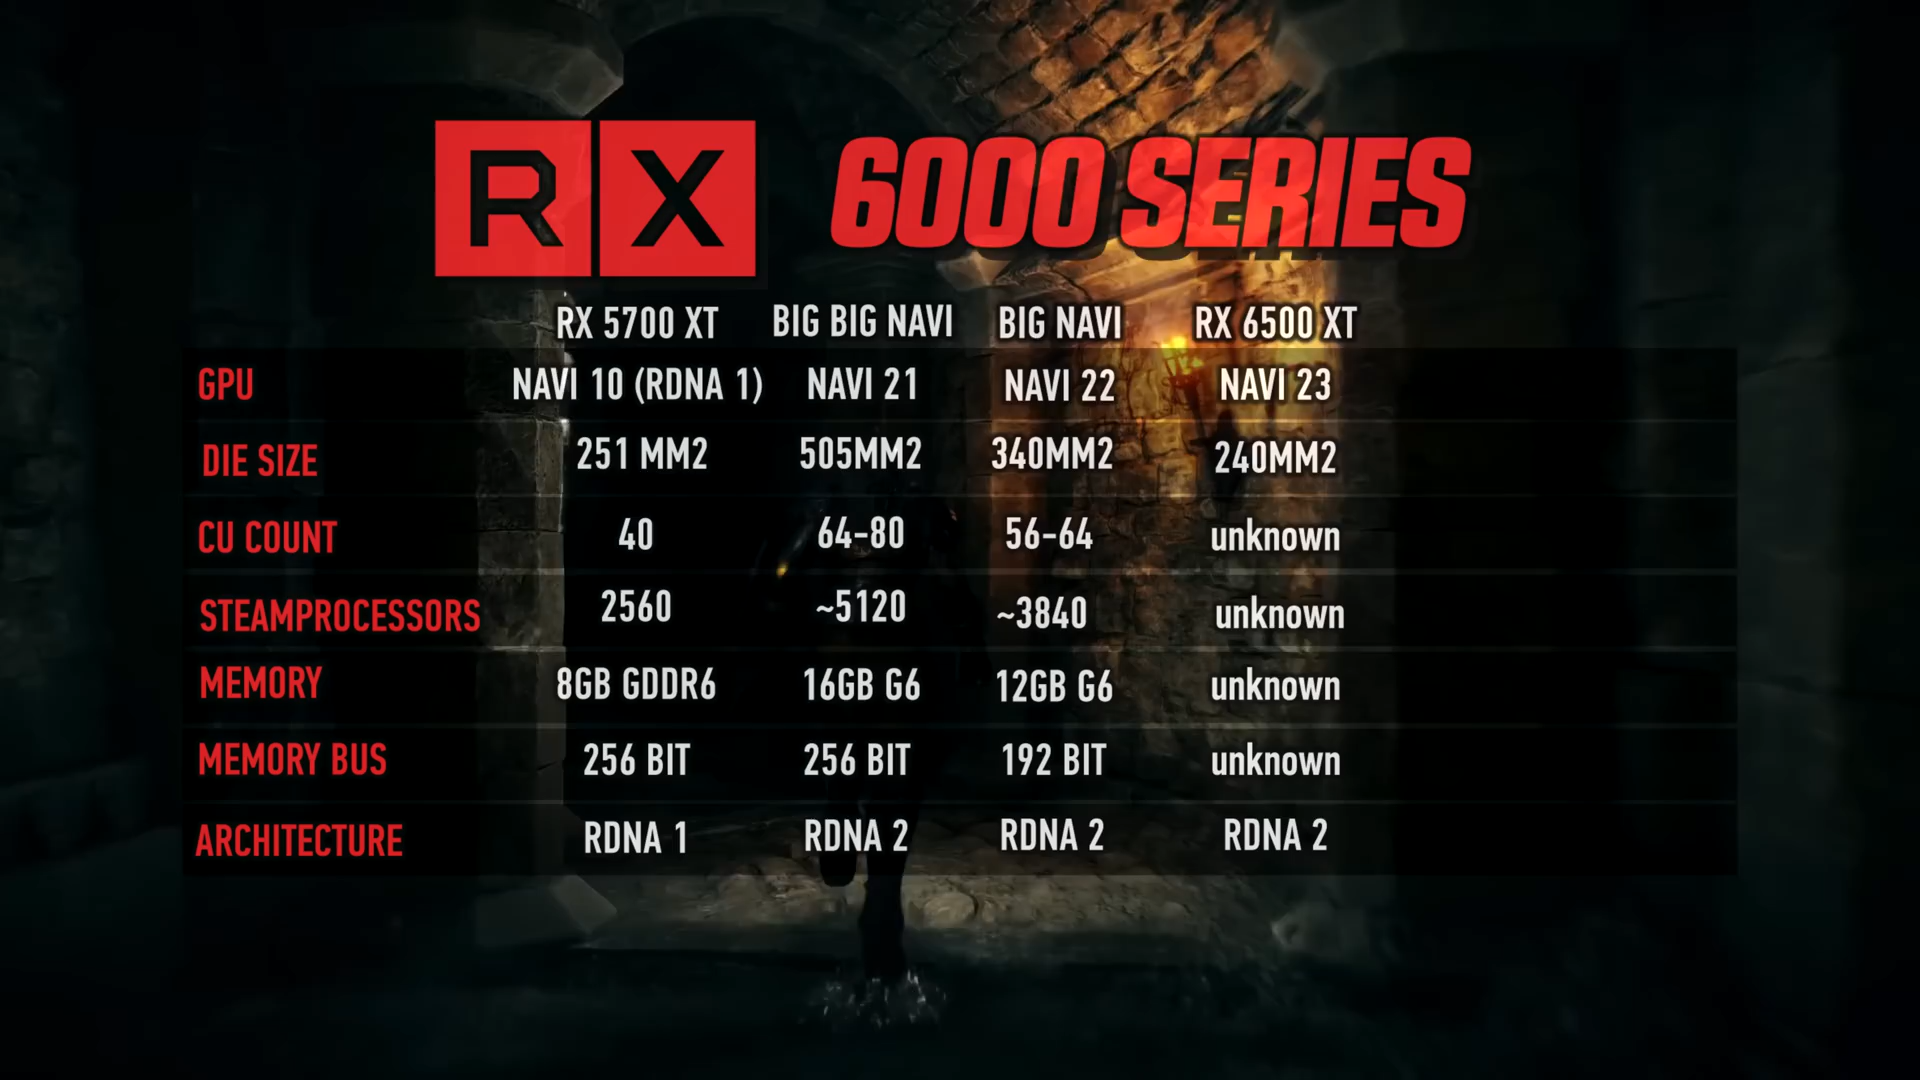 RX 6000 SERIES
RX 5700 XT BIG BIG NAVI BIG NAVI RX 6500 XT
GPU NAVI 10 (RDNA 1) NAVI 21 NAVI 22 NAVI 23
DIE SIZE 251 MM2 505MM2 340MM2 240MM2
CU COUNT 40 64-80 56-64 unknown
STEAMPROCESSORS 2560 ~5120 ~3840 unknown
MEMORY 8GB GDDR6 16GB G6 12GB G6 unknown
MEMORY BUS 256 BIT 256 BIT 192 BIT unknown
ARCHITECTURE RDNA 1 RDNA 2 RDNA 2 RDNA 2